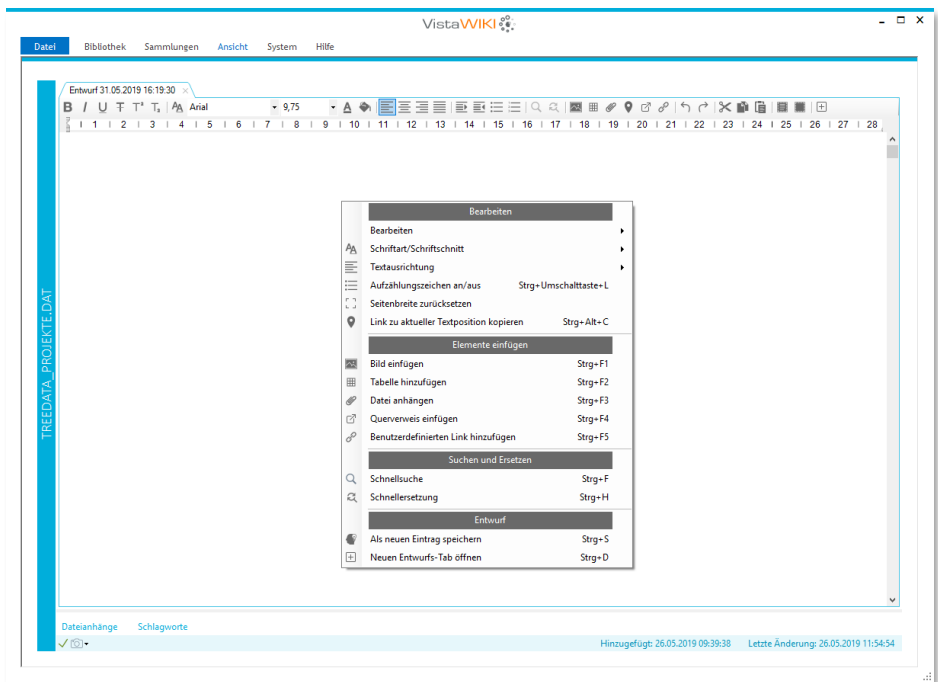 VistaWIKI
Datei Bibliothek Sammlungen Ansicht System Hilfe
Entwurf 31.05.2019 16:19:30 ×
B I U T T² T₂ AA Arial 9,75 A
1 2 3 4 5 6 7 8 9 10 11 12 13 14 15 16 17 18 19 20 21 22 23 24 25 26 27 28
TREEDATA_PROJEKTE.DAT
Bearbeiten
Bearbeiten
Schriftart/Schriftschnitt
Textausrichtung
Aufzählungszeichen an/aus Strg+Umschalttaste+L
Seitenbreite zurücksetzen
Link zu aktueller Textposition kopieren Strg+Alt+C
Elemente einfügen
Bild einfügen Strg+F1
Tabelle hinzufügen Strg+F2
Datei anhängen Strg+F3
Querverweis einfügen Strg+F4
Benutzerdefinierten Link hinzufügen Strg+F5
Suchen und Ersetzen
Schnellsuche Strg+F
Schnellersetzung Strg+H
Entwurf
Als neuen Eintrag speichern Strg+S
Neuen Entwurfs-Tab öffnen Strg+D
Dateianhänge Schlagworte
Hinzugefügt: 26.05.2019 09:39:38 Letzte Änderung: 26.05.2019 11:54:54